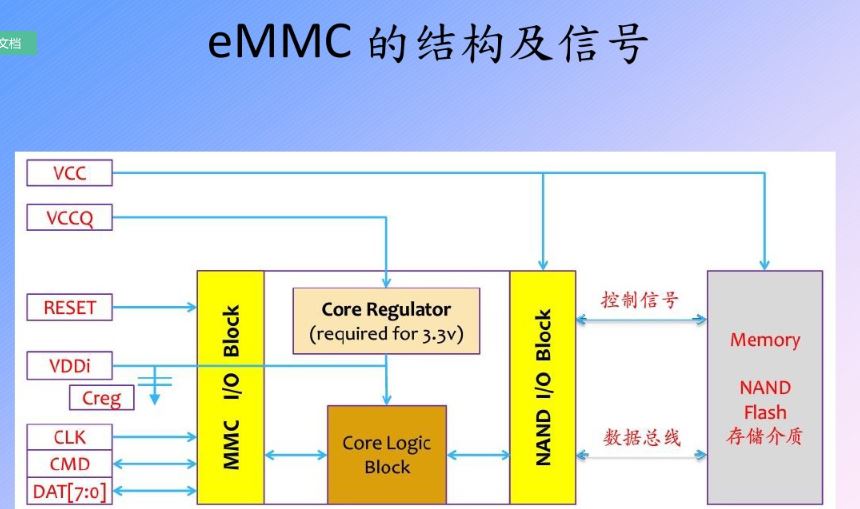 文档
eMMC 的结构及信号
VCC
VCCQ
RESET
VDDi
Creg
CLK
CMD
DAT[7:0]
MMC I/O Block
Core Regulator
(required for 3.3v)
Core Logic
Block
NAND I/O Block
控制信号
数据总线
Memory
NAND
Flash
存储介质